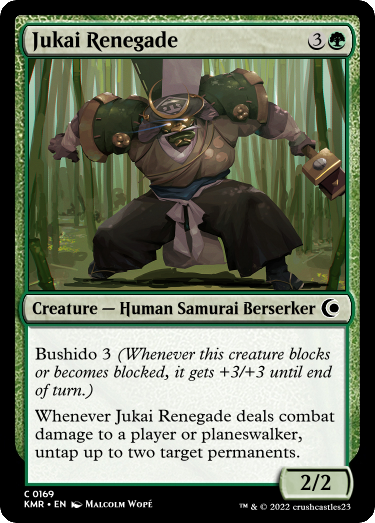 Jukai Renegade 3
Creature — Human Samurai Berserker
Bushido 3 (Whenever this creature blocks
or becomes blocked, it gets +3/+3 until end
of turn.)
Whenever Jukai Renegade deals combat
damage to a player or planeswalker,
untap up to two target permanents.
2/2
C 0169
KMR • EN Malcolm Wopé
™ & © 2022 crushcastles23